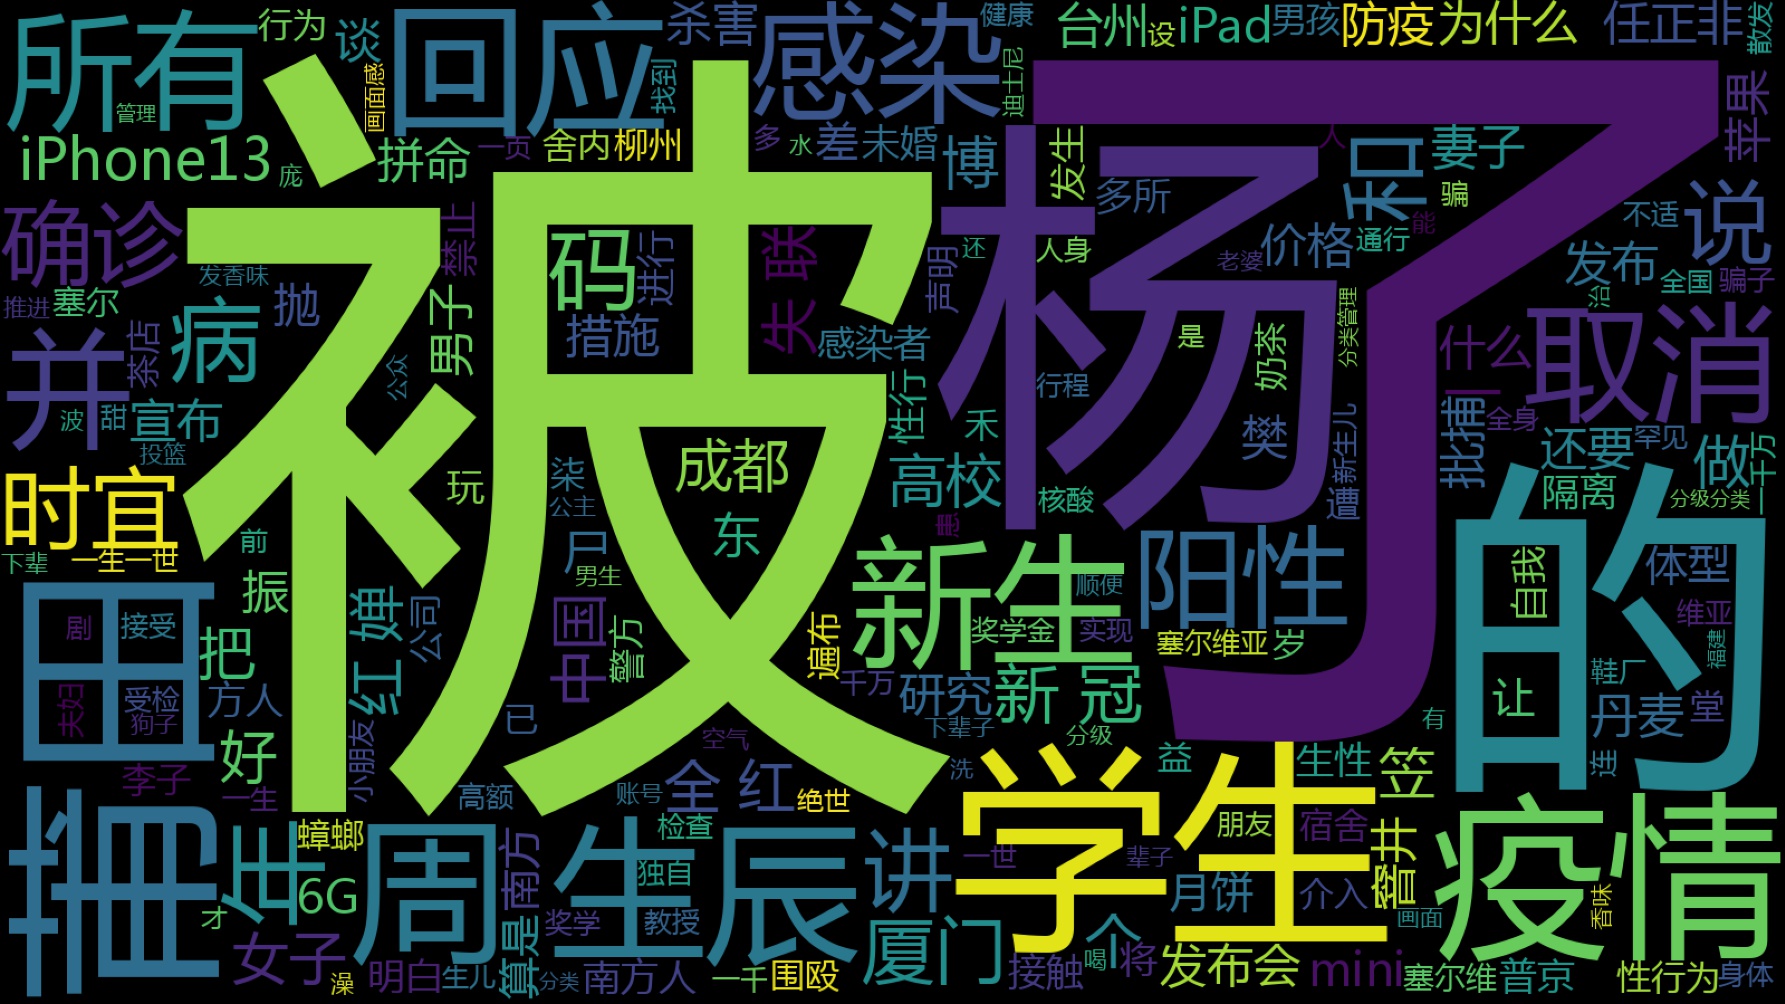 所有
行为
谈
回应
杀害
感染
健康
台州
设
iPad
男孩
防疫
为什么
任正非
散发
管理
画面感
找到
迪士尼
苹果
iPhone13
庞
拼命
一页
舍内
柳州
多
水
差
未婚
博
发生
多所
人
和
妻子
骗
确诊
发香味
禁止
被
码
进行
失联
声明
还
人身
杨
老婆
价格
通行
能
了
不适
说
推进
塞尔
抛
男子
措施
感染者
分类管理
发布
全国
骗子
治
并
茶店
病
公众
是
奶茶
什么
取消
波
甜
宣布
投篮
性行
行程
禾
樊
新生儿
批捕
一
全身
还要
罕见
做
一千万
时宜
玩
成都
柒
公主
高校
核酸
遭
隔离
分级分类
的
下辈
一生一世
前
东
尸
男生
患
新生
顺便
阳性
自我
体型
田
剧
接受
振
婵
公司
中国
警方
遍布
奖学金
实现
塞尔维亚
岁
维亚
福建
夫妇
受检
狗子
把
方人
红
已
千万
研究
新冠
让
鞋厂
丹麦
堂
李子
好
小朋友
空气
下辈子
分级
有
一生
高额
账号
全红
绝世
洗
益
生性
笠
连
曹
蟑螂
年
6G
才
周
南方
生
检查
独自
辰
讲
学生
一世
辈子
朋友
宿舍
窨井
疫情
女子
澡
明白
生儿
算是
奖学
分类
南方人
教授
一千
围殴
厦门
接触
个
喝
将
月饼
发布会
介入
mini
画面
塞尔维
普京
香味
性行为
身体